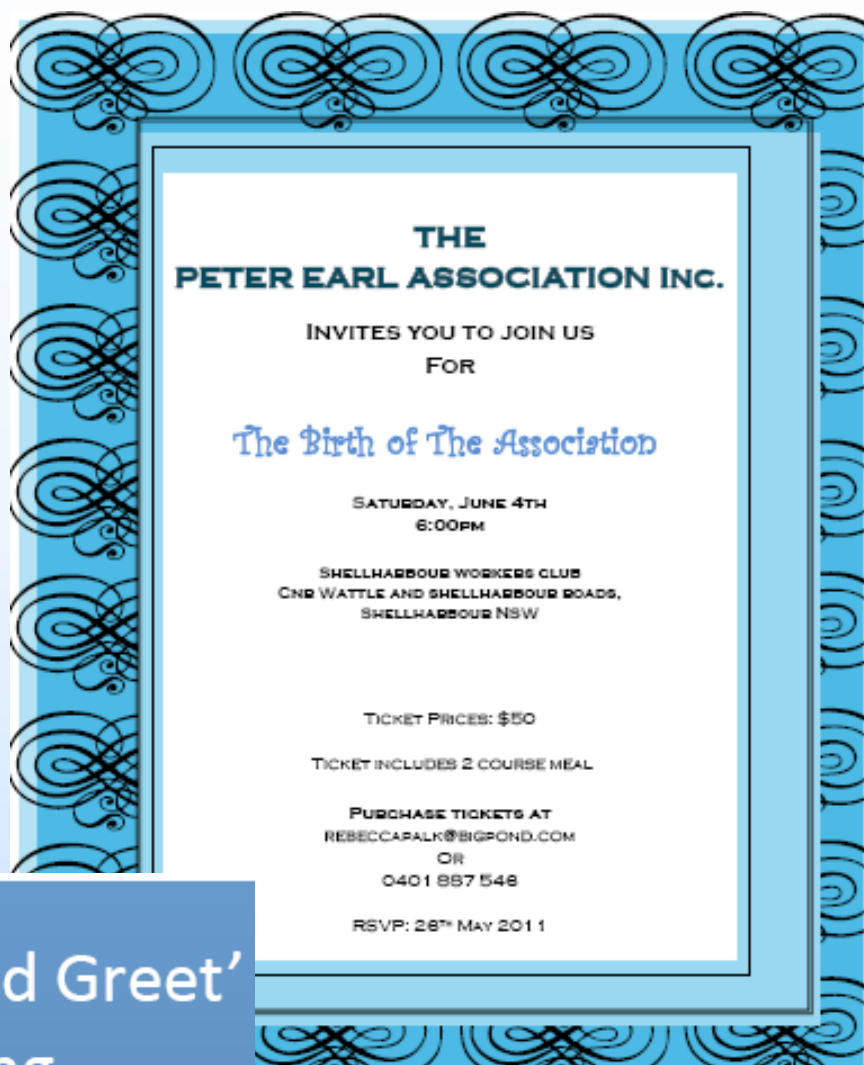 THE
PETER EARL ASSOCIATION INC.
INVITES YOU TO JOIN US
FOR
The Birth of The Association
SATURDAY, JUNE 4TH
6:00PM
SHELLHARBOUR WORKERS CLUB
CNR WATTLE AND SHELLHARBOUR ROADS,
SHELLHARBOUR NSW
TICKET PRICES: $50
TICKET INCLUDES 2 COURSE MEAL
PURCHASE TICKETS AT
REBECCAPALK@BIGPOND.COM
OR
0401 887 546
RSVP: 26TH MAY 2011
d Greet’